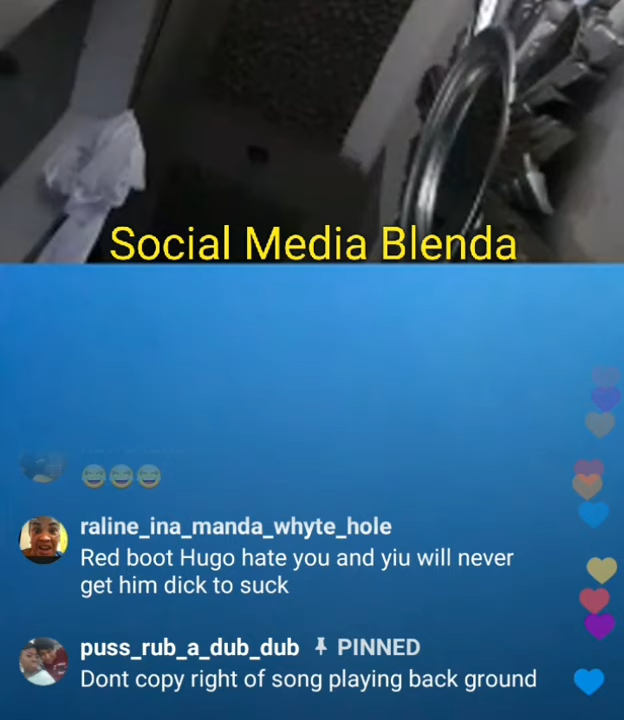 Social Media Blenda
😂😂😂
raline_ina_manda_whyte_hole
Red boot Hugo hate you and yiu will never
get him dick to suck
puss_rub_a_dub_dub PINNED
Dont copy right of song playing back ground